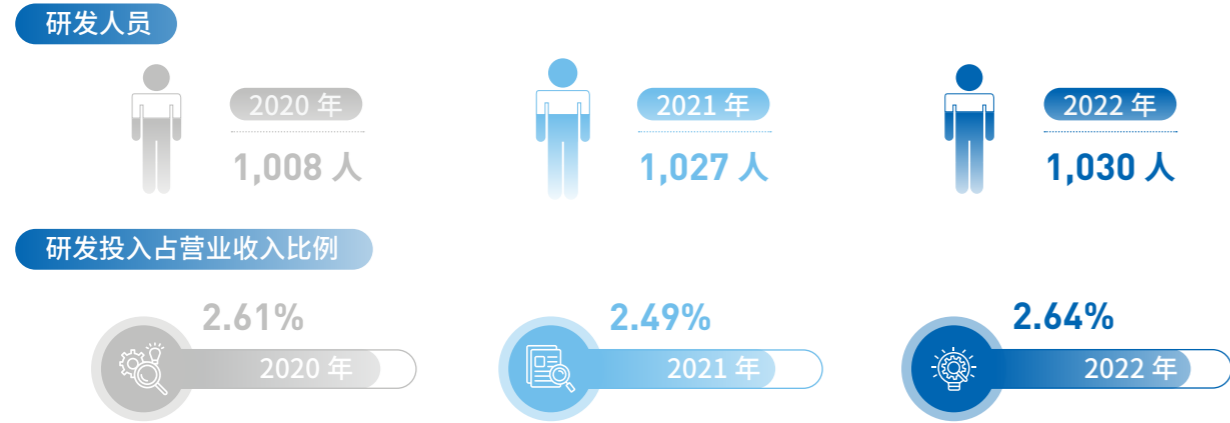 研发人员
2020 年
1,008 人
2021 年
1,027 人
2022 年
1,030 人
研发投入占营业收入比例
2.61%
2020 年
2.49%
2021 年
2.64%
2022 年